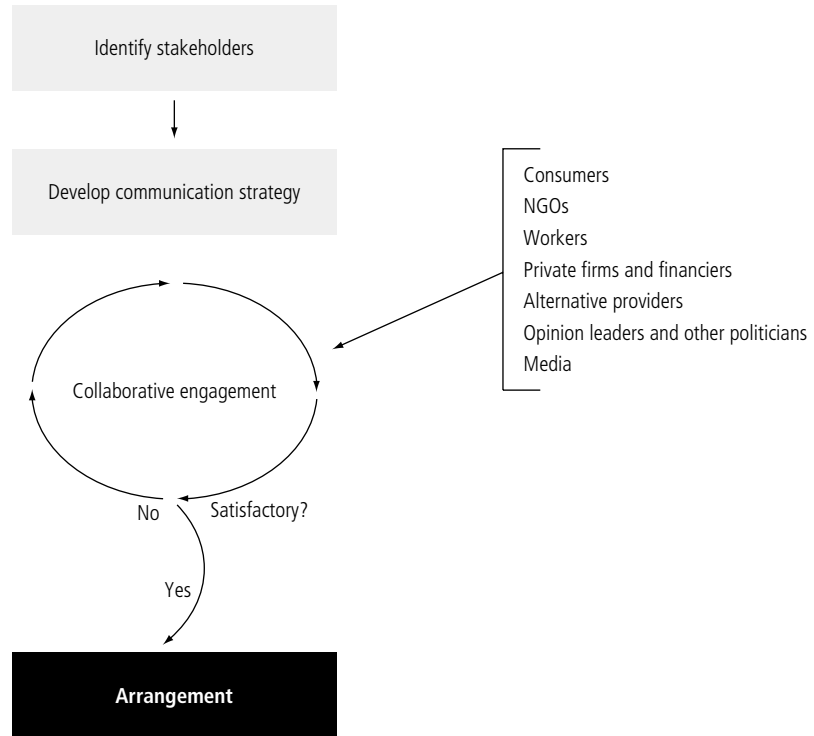 Identify stakeholders
Develop communication strategy
Consumers
NGOs
Workers
Private firms and financiers
Alternative providers
Opinion leaders and other politicians
Media
Collaborative engagement
No
Satisfactory?
Yes
Arrangement